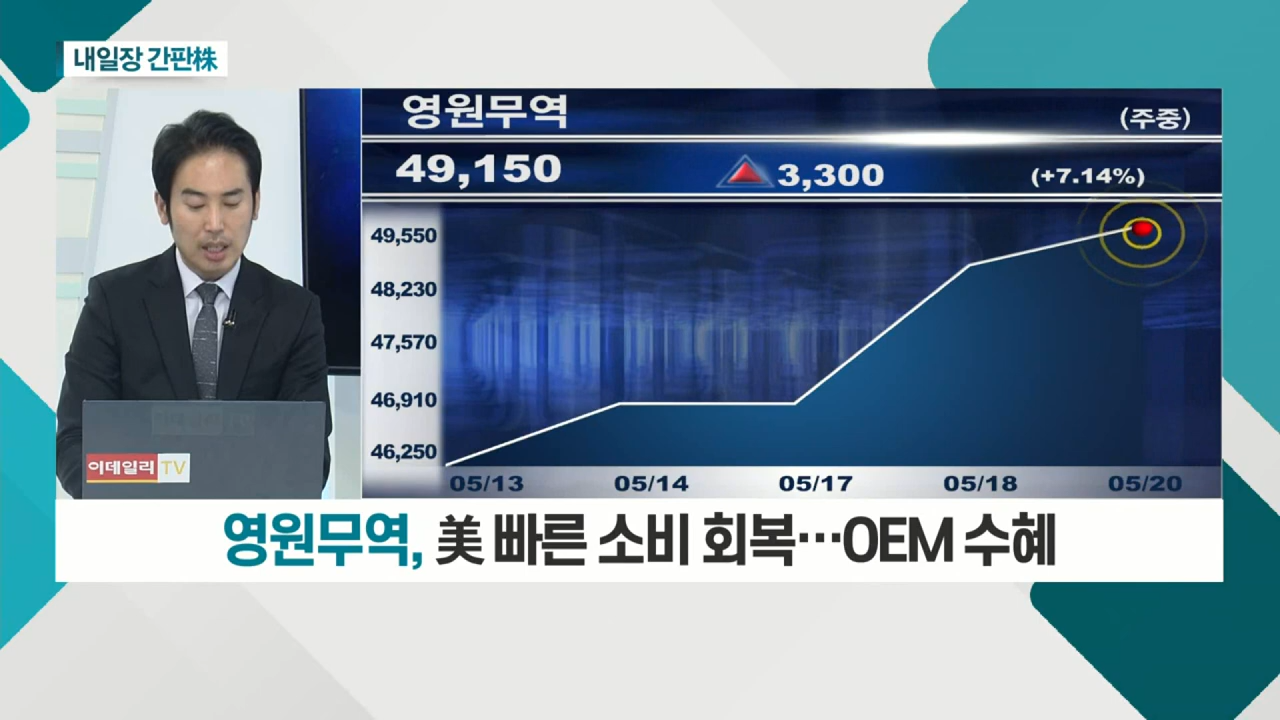 내일장 간판株
영원무역
(주중)
49,150 ▲ 3,300 (+7.14%)
49,550
48,230
47,570
46,910
46,250
05/13 05/14 05/17 05/18 05/20
이데일리 TV
영원무역, 美 빠른 소비 회복…OEM 수혜